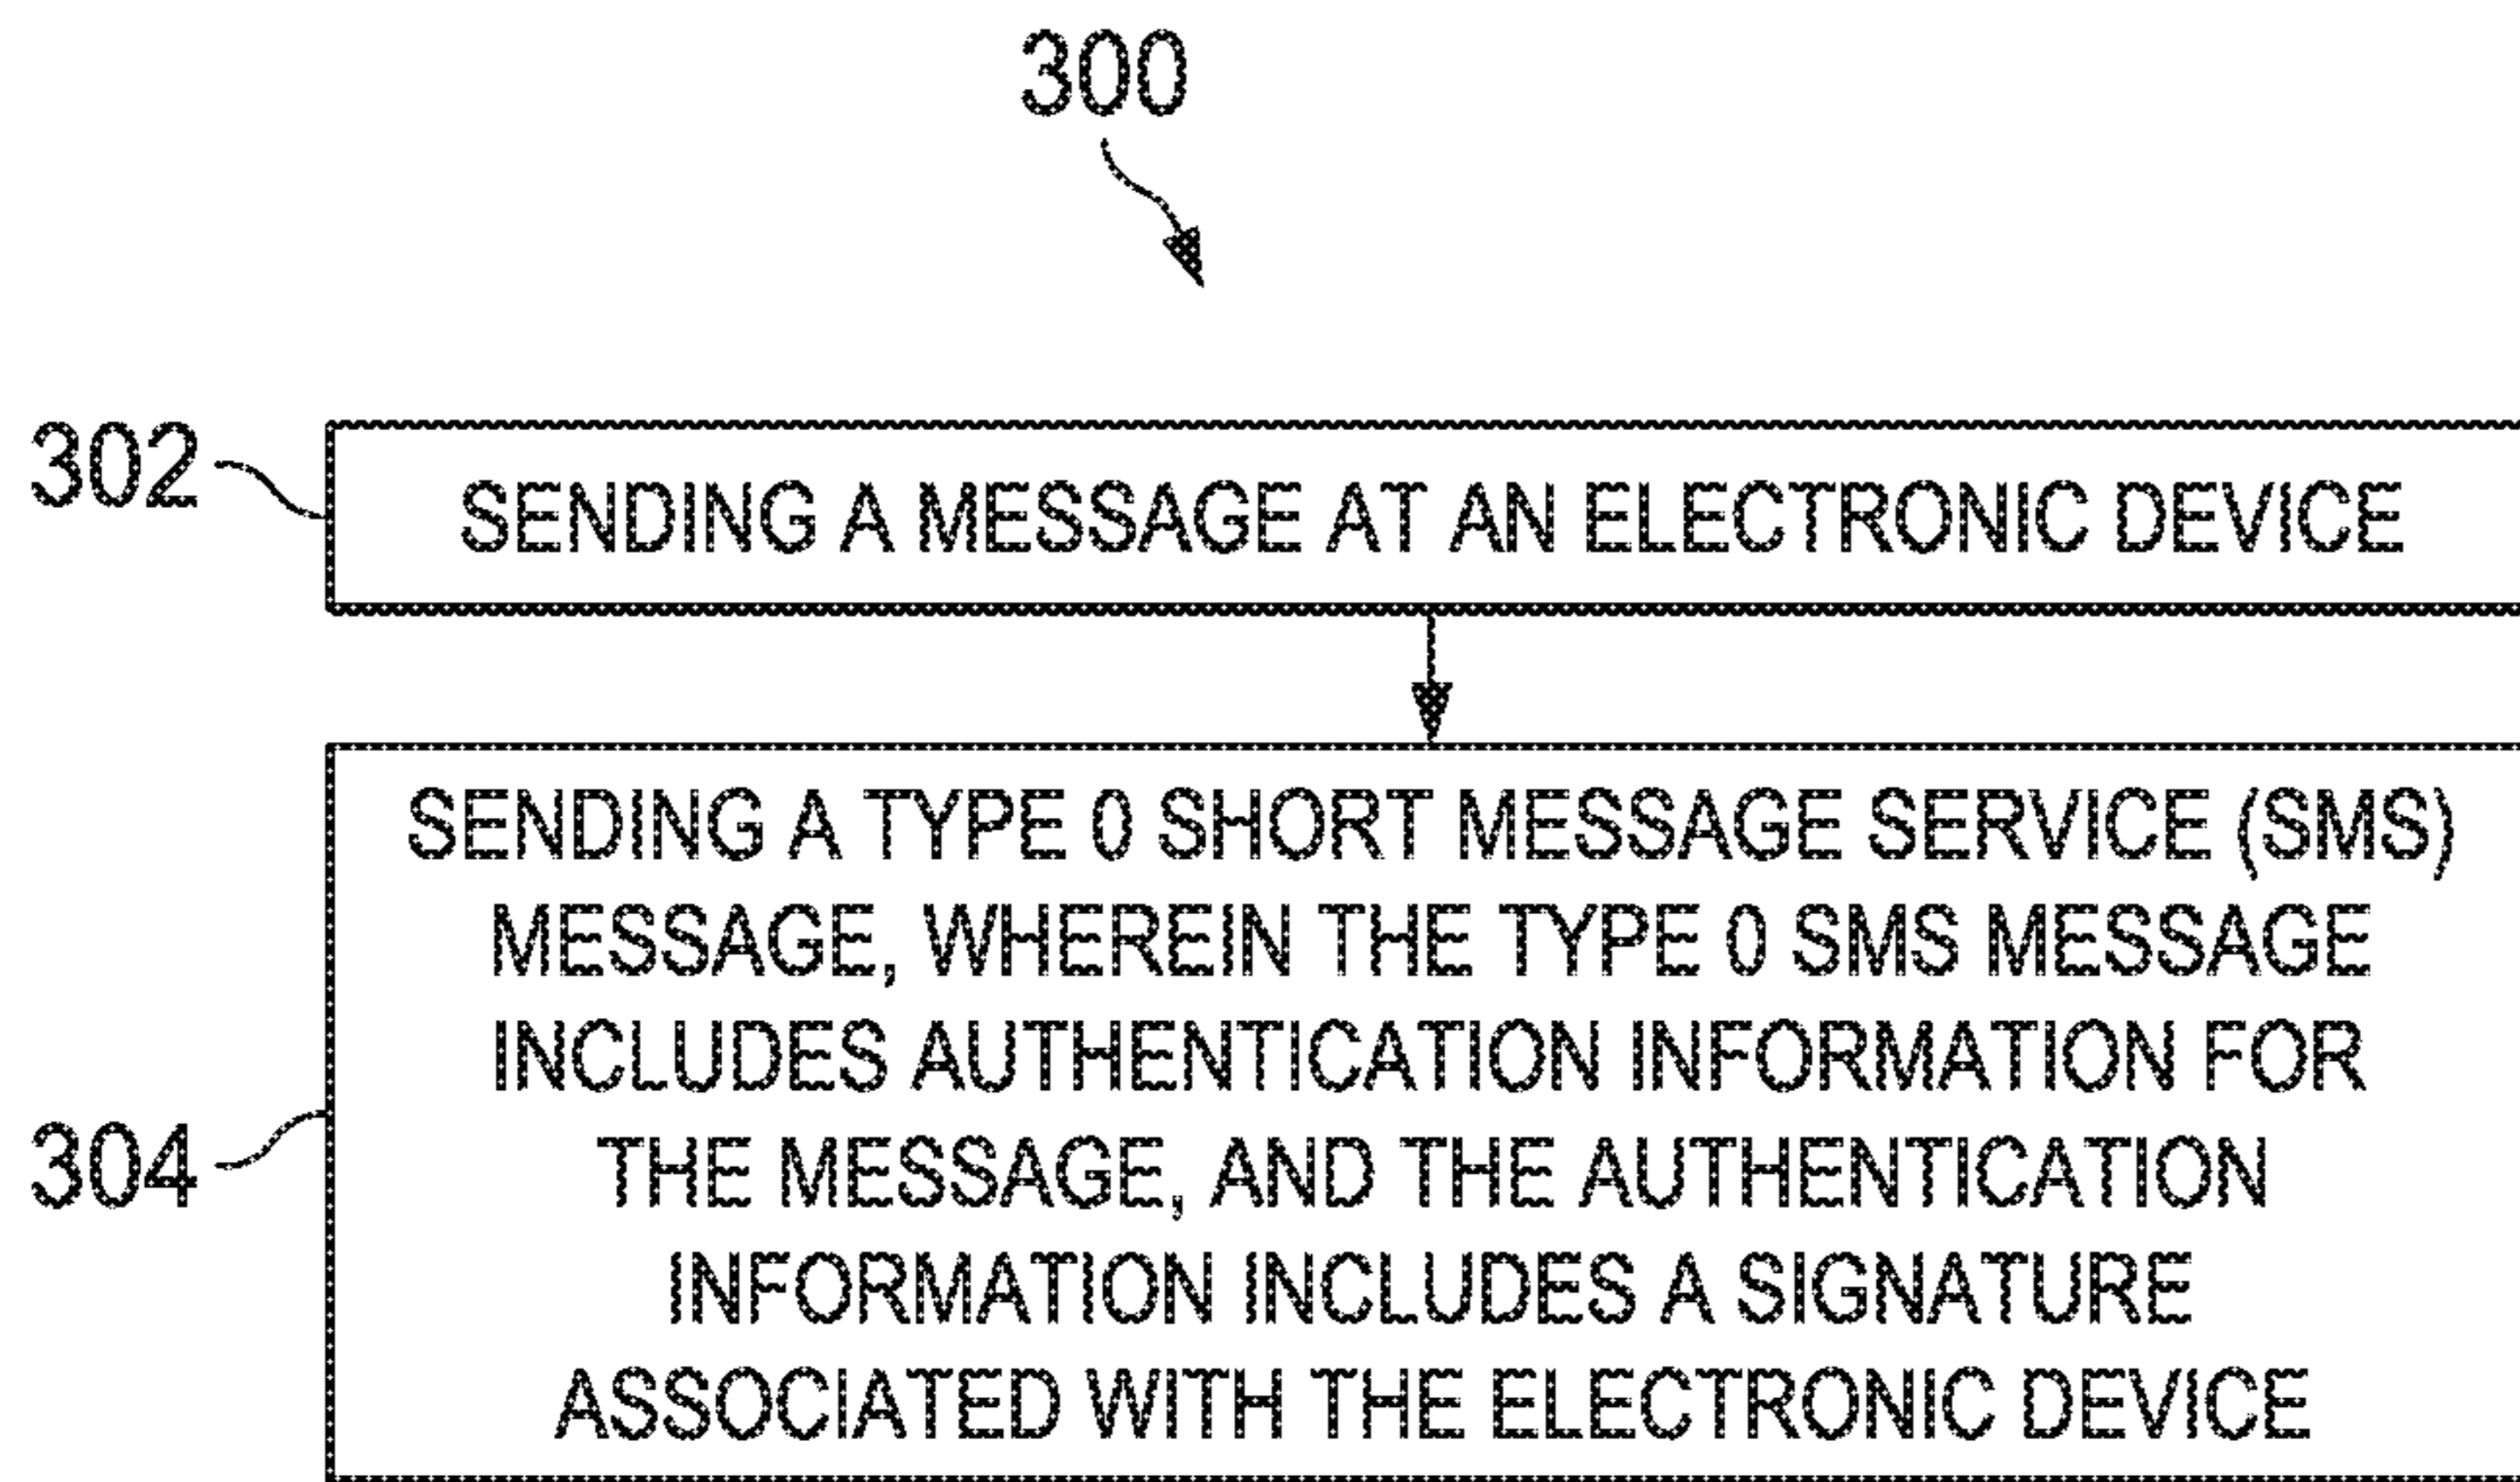 300
302
SENDING A MESSAGE AT AN ELECTRONIC DEVICE
SENDING A TYPE 0 SHORT MESSAGE SERVICE (SMS)
MESSAGE, WHEREIN THE TYPE 0 SMS MESSAGE
INCLUDES AUTHENTICATION INFORMATION FOR
THE MESSAGE, AND THE AUTHENTICATION
INFORMATION INCLUDES A SIGNATURE
ASSOCIATED WITH THE ELECTRONIC DEVICE
304